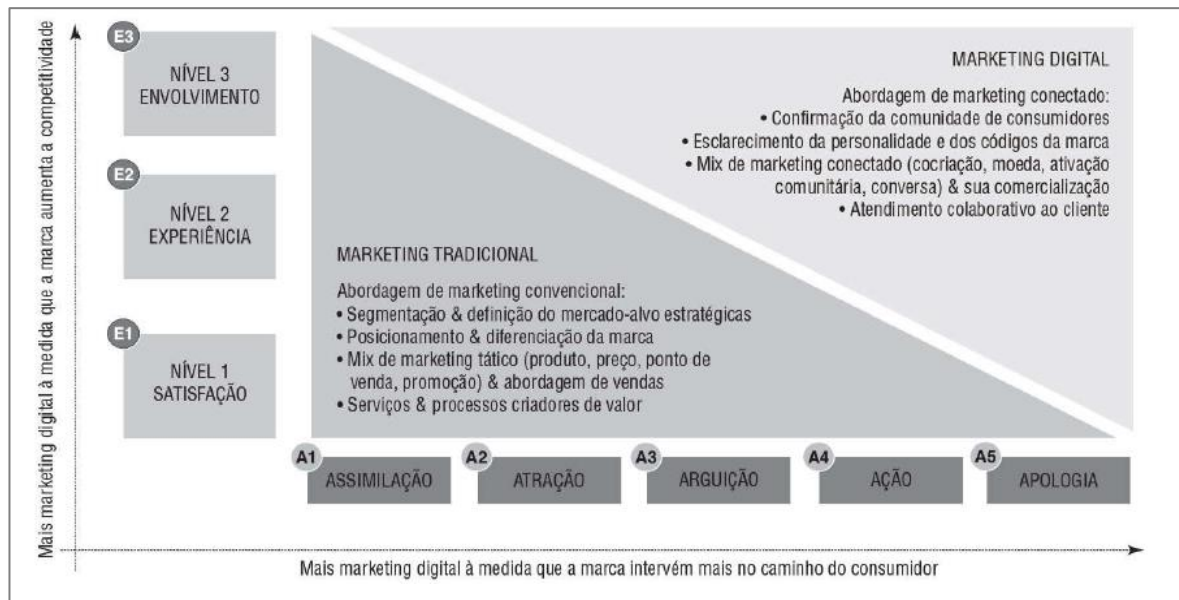 Mais marketing digital à medida que a marca aumenta a competitividade
E3
NÍVEL 3
ENVOLVIMENTO
E2
NÍVEL 2
EXPERIÊNCIA
E1
NÍVEL 1
SATISFAÇÃO
MARKETING DIGITAL
Abordagem de marketing conectado:
• Confirmação da comunidade de consumidores
• Esclarecimento da personalidade e dos códigos da marca
• Mix de marketing conectado (cocriação, moeda, ativação
comunitária, conversa) & sua comercialização
• Atendimento colaborativo ao cliente
MARKETING TRADICIONAL
Abordagem de marketing convencional:
• Segmentação & definição do mercado-alvo estratégicas
• Posicionamento & diferenciação da marca
• Mix de marketing tático (produto, preço, ponto de
venda, promoção) & abordagem de vendas
• Serviços & processos criadores de valor
A1
ASSIMILAÇÃO
A2
ATRAÇÃO
A3
ARGUIÇÃO
A4
AÇÃO
A5
APOLOGIA
Mais marketing digital à medida que a marca intervém mais no caminho do consumidor